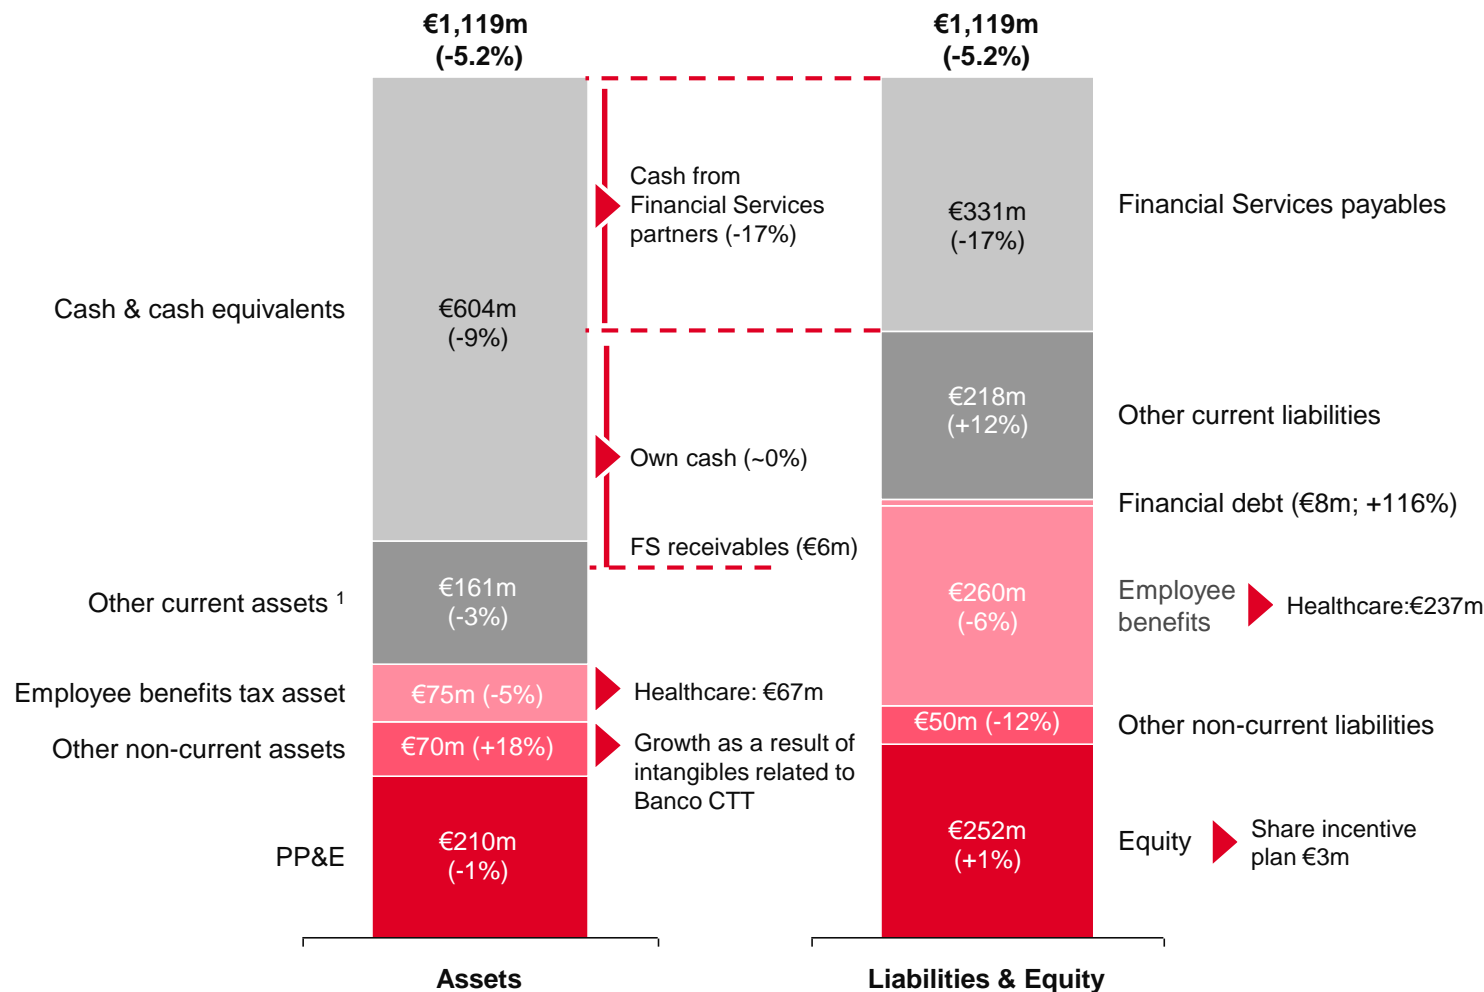 €1,119m
(-5.2%)
€1,119m
(-5.2%)
Cash & cash equivalents
€604m
(-9%)
Cash from
Financial Services
partners (-17%)
€331m
(-17%)
Financial Services payables
Own cash (~0%)
FS receivables (€6m)
€218m
(+12%)
Other current liabilities
Financial debt (€8m; +116%)
Other current assets ¹
€161m
(-3%)
€260m
(-6%)
Employee
benefits
Healthcare:€237m
Employee benefits tax asset
€75m (-5%)
Healthcare: €67m
Other non-current assets
€70m (+18%)
Growth as a result of
intangibles related to
Banco CTT
€50m (-12%)
Other non-current liabilities
PP&E
€210m
(-1%)
€252m
(+1%)
Equity
Share incentive
plan €3m
Assets
Liabilities & Equity